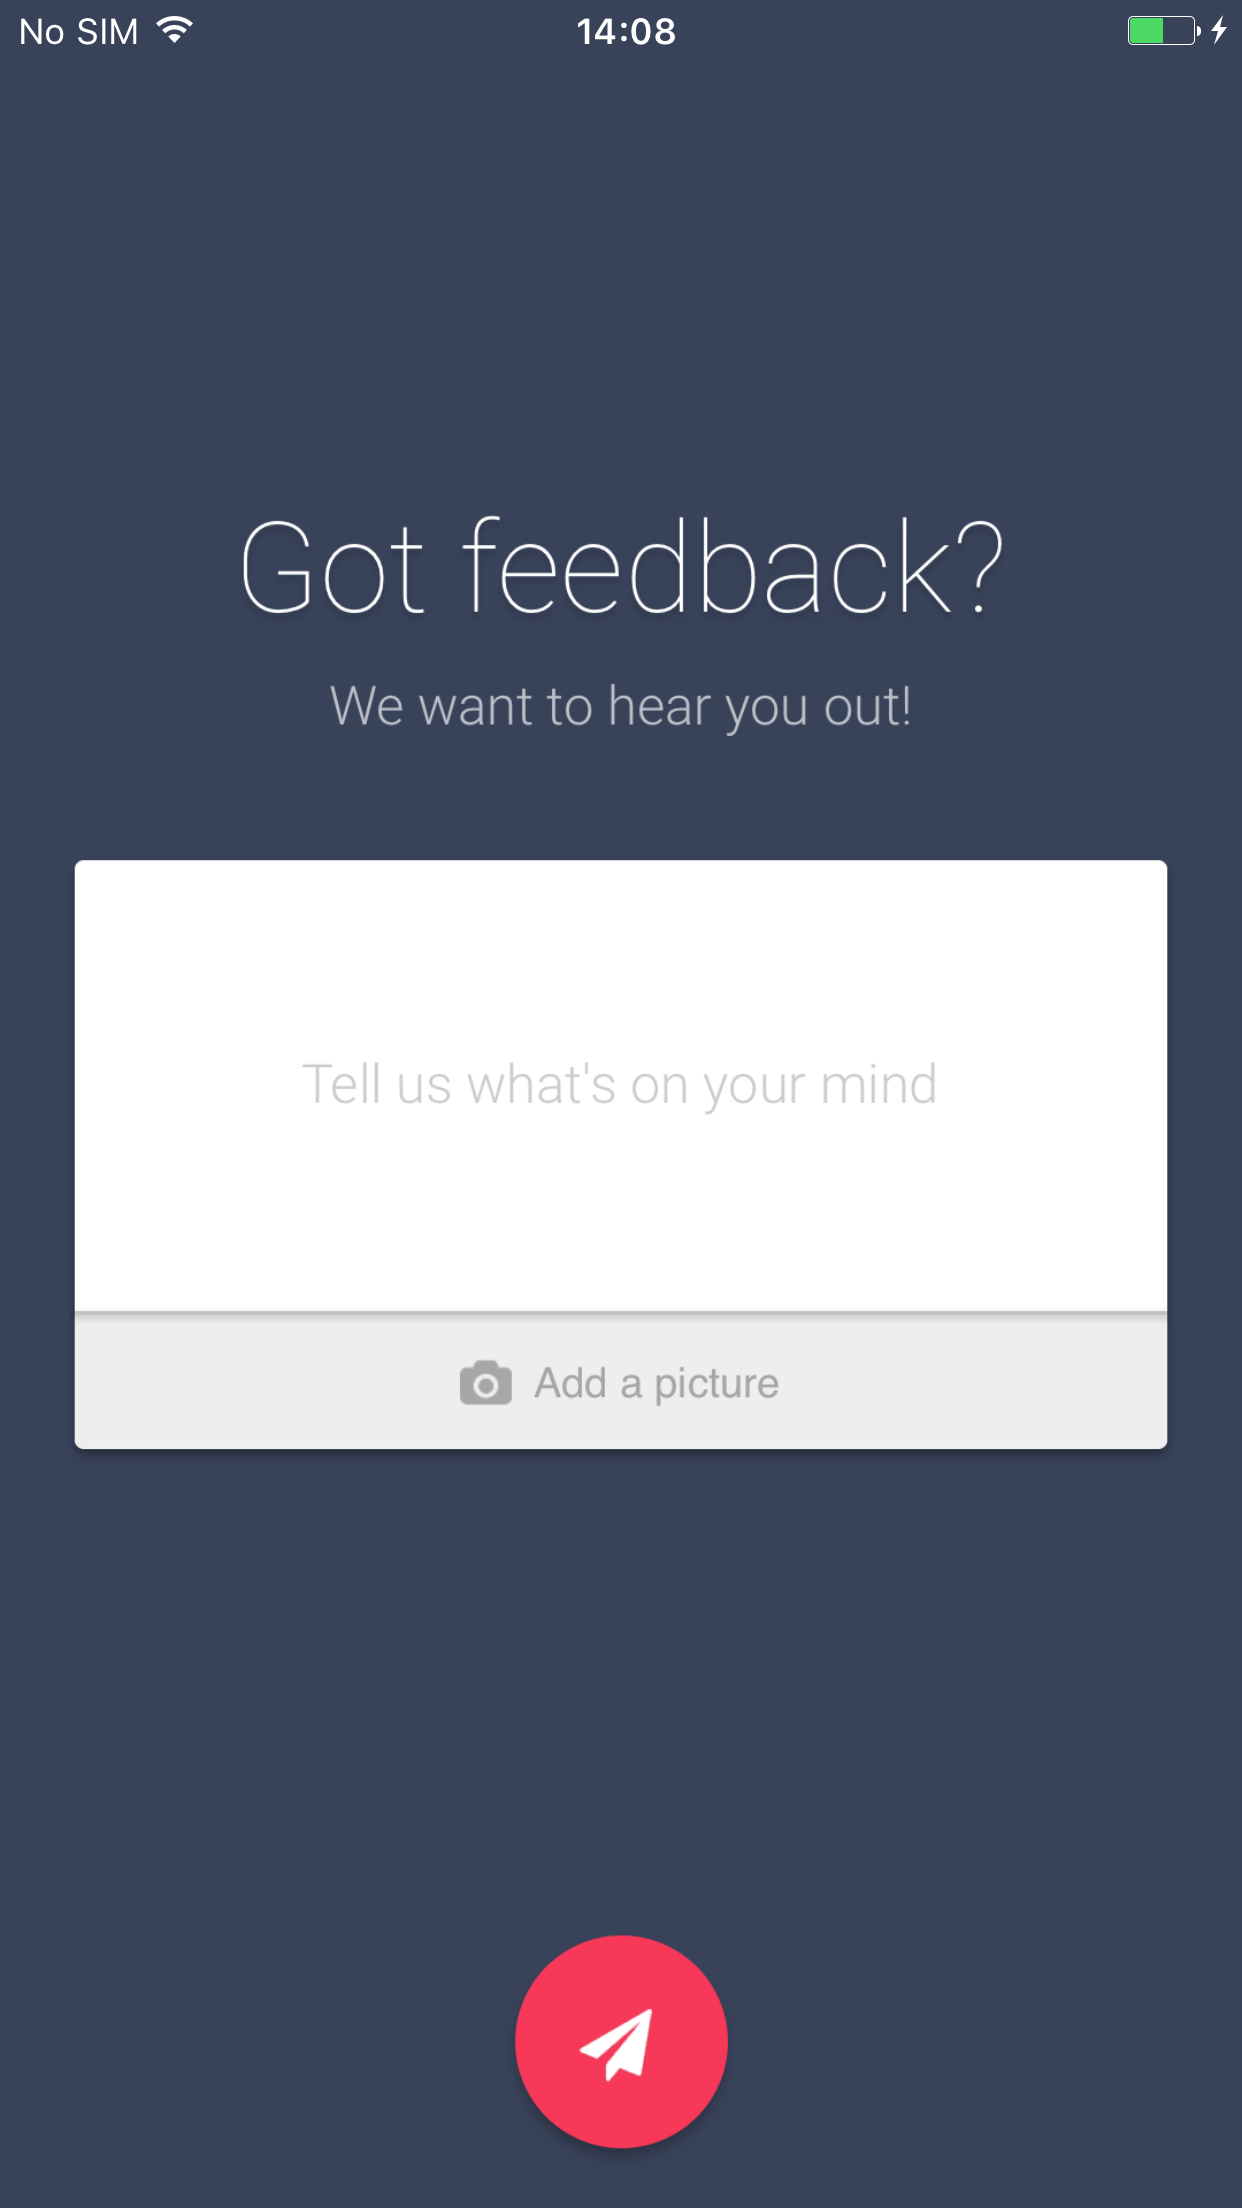 No SIM 14:08
Got feedback?
We want to hear you out!
Tell us what's on your mind
Add a picture